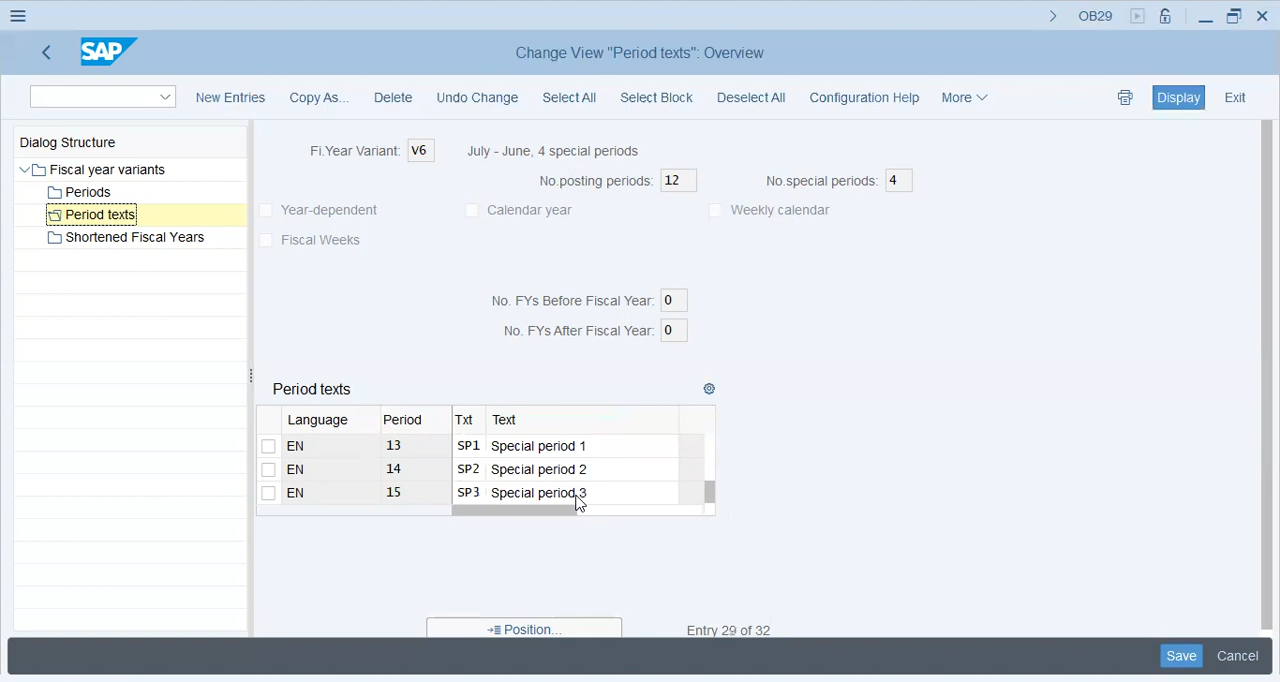 OB29
SAP
Change View "Period texts": Overview
New Entries Copy As... Delete Undo Change Select All Select Block Deselect All Configuration Help More Display Exit
Dialog Structure
Fiscal year variants
Periods
Period texts
Shortened Fiscal Years
Fi.Year Variant: V6 July - June, 4 special periods
No.posting periods: 12 No.special periods: 4
Year-dependent Calendar year Weekly calendar
Fiscal Weeks
No. FYs Before Fiscal Year: 0
No. FYs After Fiscal Year: 0
Period texts
Language Period Txt Text
EN 13 SP1 Special period 1
EN 14 SP2 Special period 2
EN 15 SP3 Special period 3
Position... Entry 29 of 32
Save Cancel